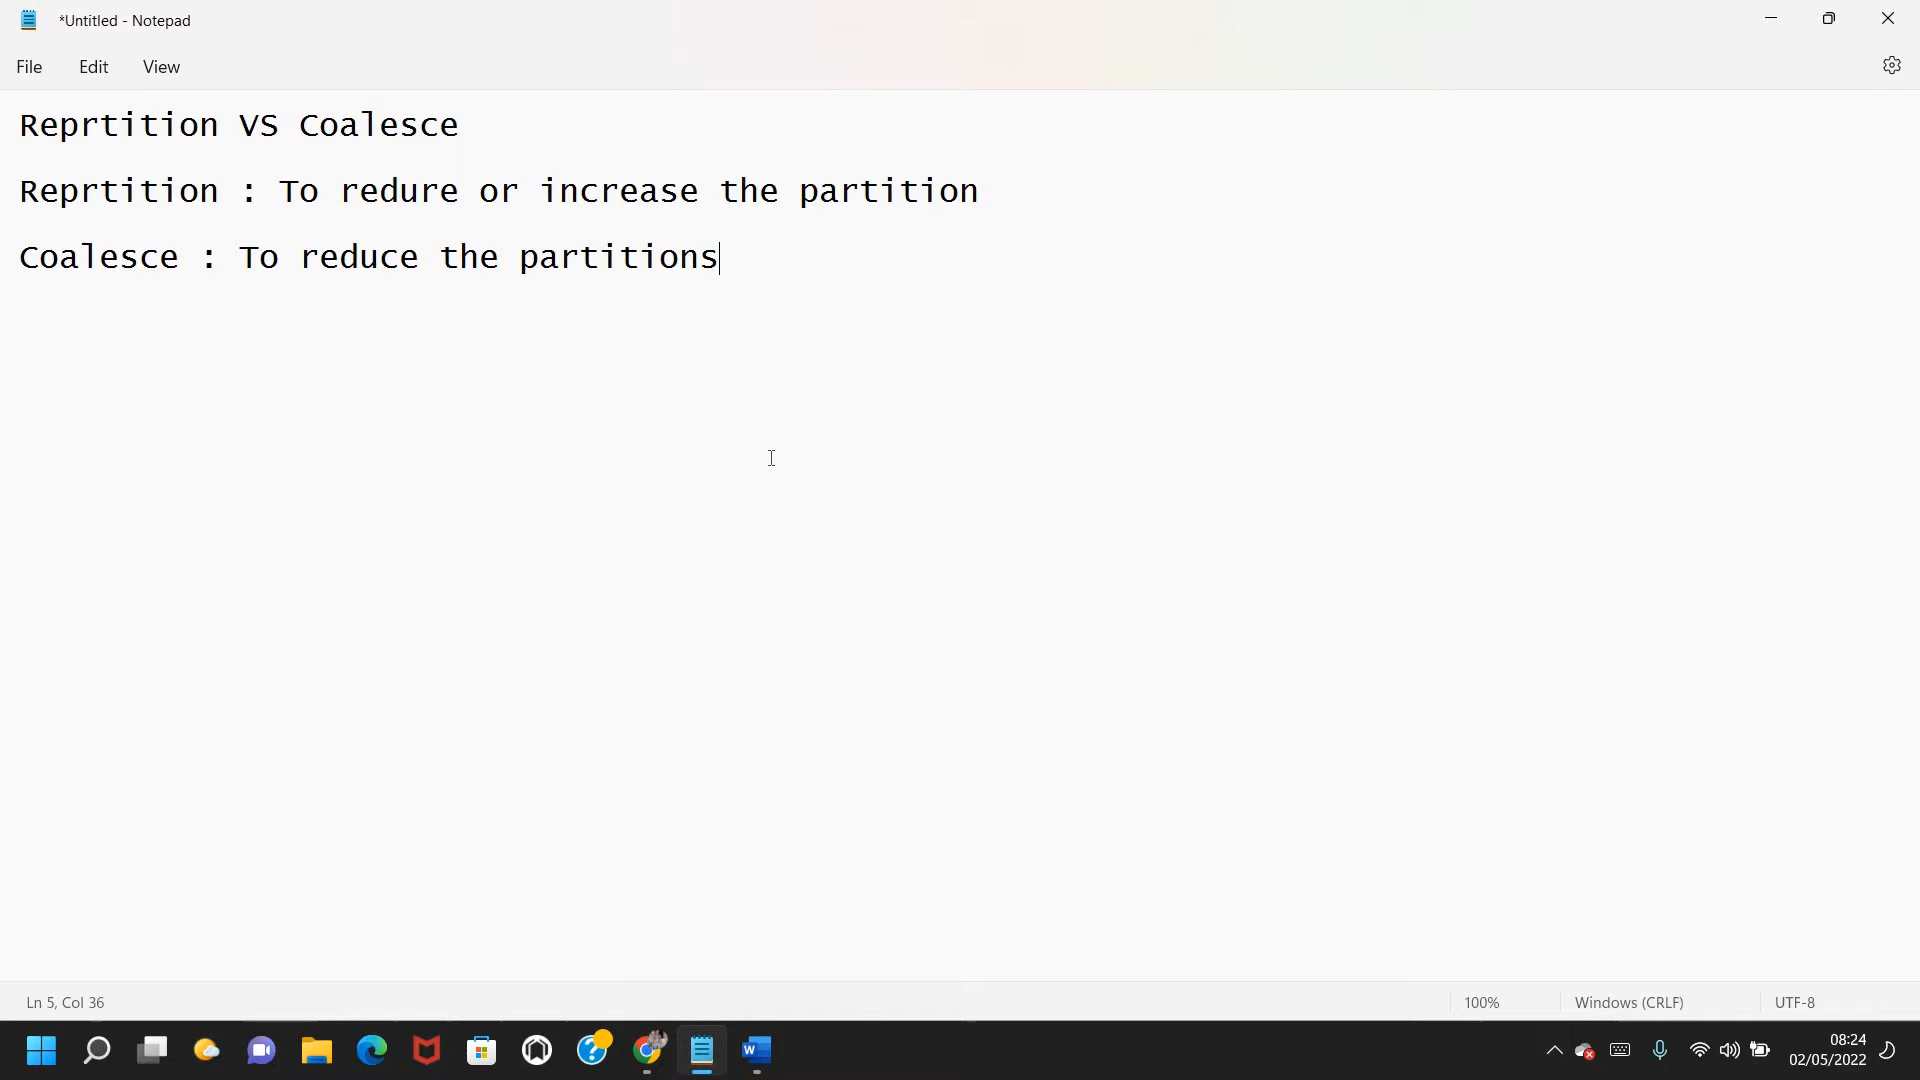 *Untitled - Notepad
File Edit View
Reprtition VS Coalesce
Reprtition : To redure or increase the partition
Coalesce : To reduce the partitions
Ln 5, Col 36 100% Windows (CRLF) UTF-8
08:24
02/05/2022